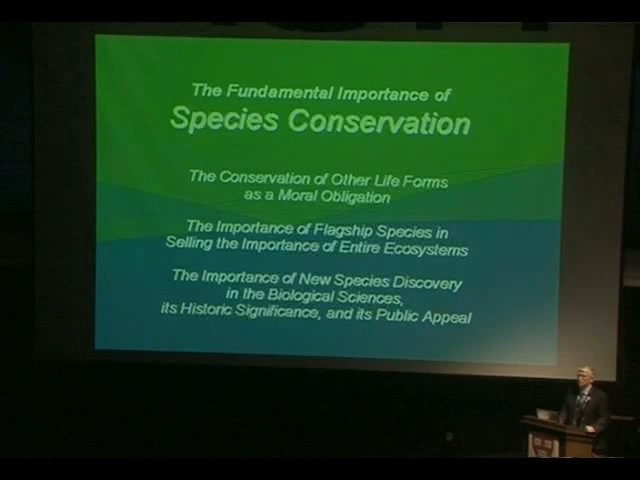 The Fundamental Importance of
Species Conservation
The Conservation of Other Life Forms
as a Moral Obligation
The Importance of Flagship Species in
Selling the Importance of Entire Ecosystems
The Importance of New Species Discovery
in the Biological Sciences,
its Historic Significance, and its Public Appeal